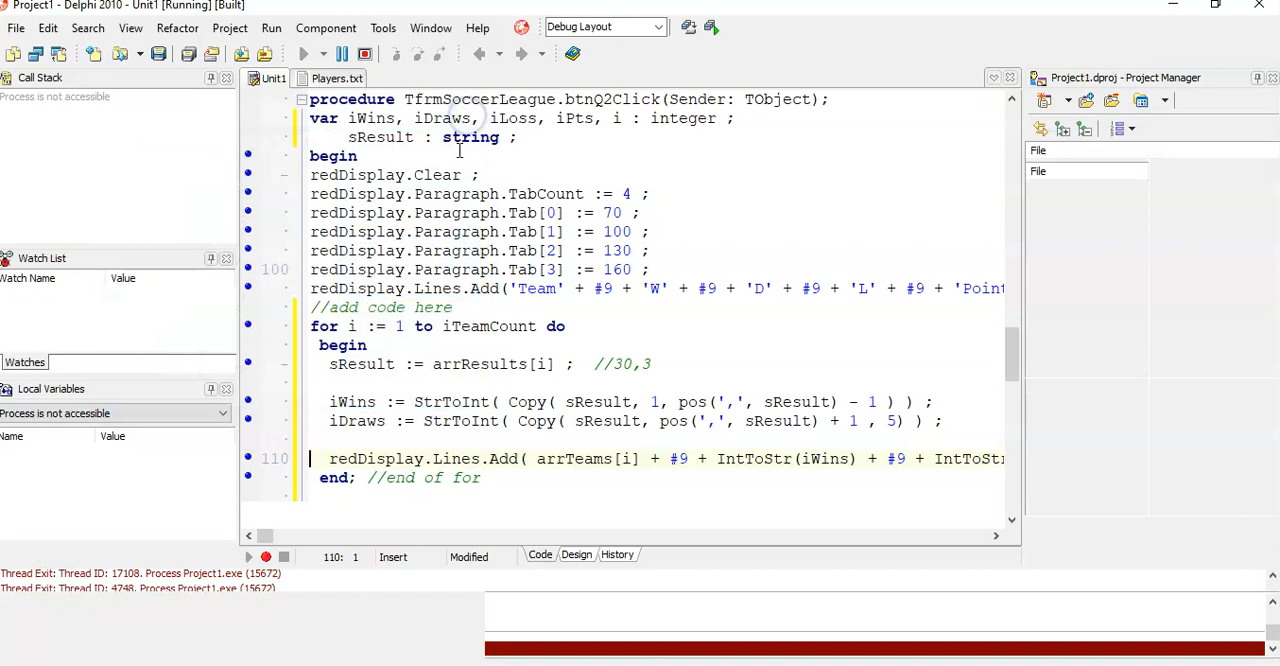 Project1 - Delphi 2010 - Unit1 [Running] [Built]
File Edit Search View Refactor Project Run Component Tools Window Help Debug Layout
Call Stack
Process is not accessible
Watch List
Watch Name Value
Watches
Local Variables
Process is not accessible
Name Value
Unit1 Players.txt
procedure TfrmSoccerLeague.btnQ2Click(Sender: TObject);
var iWins, iDraws, iLoss, iPts, i : integer ;
sResult : string ;
begin
redDisplay.Clear ;
redDisplay.Paragraph.TabCount := 4 ;
redDisplay.Paragraph.Tab[0] := 70 ;
redDisplay.Paragraph.Tab[1] := 100 ;
redDisplay.Paragraph.Tab[2] := 130 ;
100 redDisplay.Paragraph.Tab[3] := 160 ;
redDisplay.Lines.Add('Team' + #9 + 'W' + #9 + 'D' + #9 + 'L' + #9 + 'Point
//add code here
for i := 1 to iTeamCount do
begin
sResult := arrResults[i] ; //30,3
iWins := StrToInt( Copy( sResult, 1, pos(',', sResult) - 1 ) ) ;
iDraws := StrToInt( Copy( sResult, pos(',', sResult) + 1 , 5) ) ;
110 redDisplay.Lines.Add( arrTeams[i] + #9 + IntToStr(iWins) + #9 + IntToStr
end; //end of for
110: 1 Insert Modified Code Design History
Project1.dproj - Project Manager
File
File
Thread Exit: Thread ID: 17108. Process Project1.exe (15672)
Thread Exit: Thread ID: 4748. Process Project1.exe (15672)